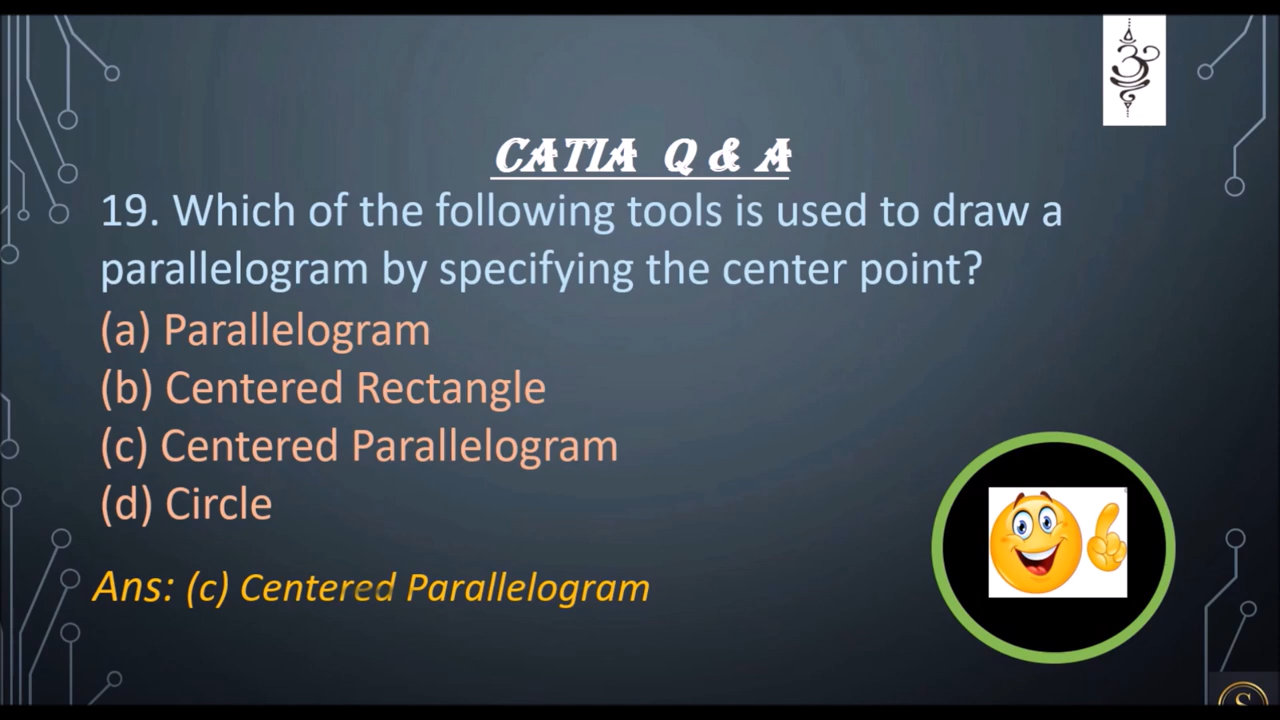 CATIA Q & A
19. Which of the following tools is used to draw a
parallelogram by specifying the center point?
(a) Parallelogram
(b) Centered Rectangle
(c) Centered Parallelogram
(d) Circle
Ans: (c) Centered Parallelogram
S